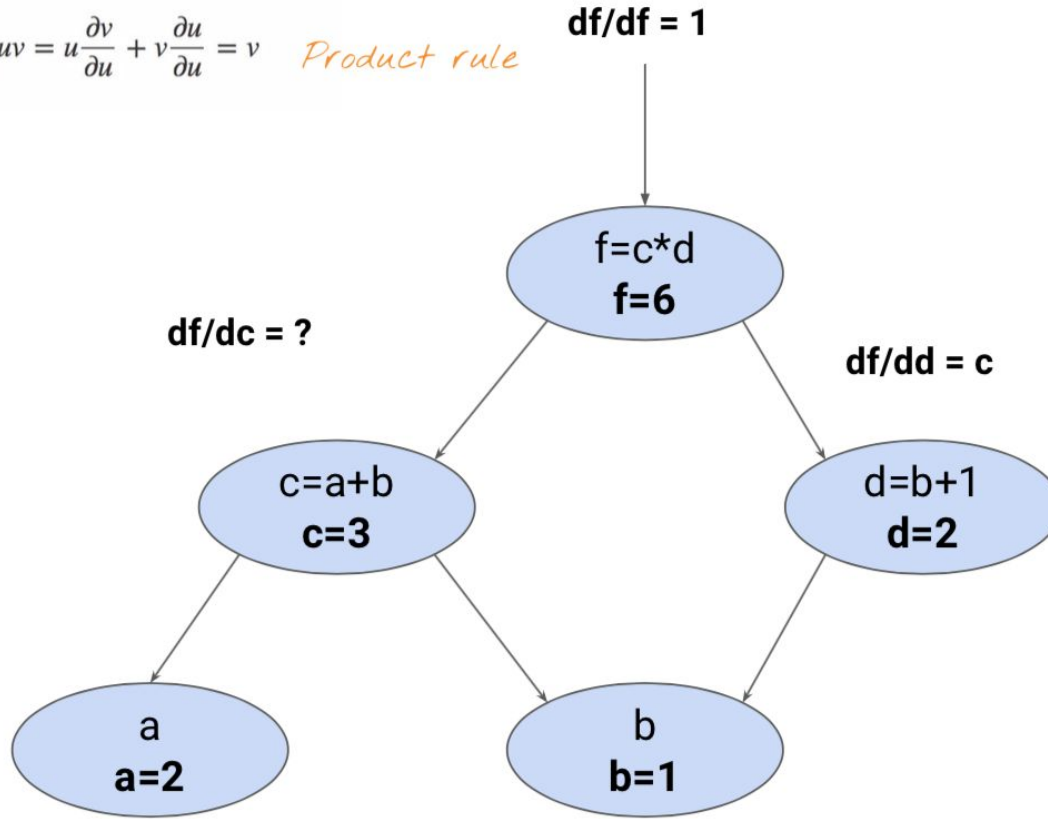 uv = u ∂v/∂u + v ∂u/∂u = v
Product rule
df/df = 1
f=c*d
f=6
df/dc = ?
df/dd = c
c=a+b
c=3
d=b+1
d=2
a
a=2
b
b=1